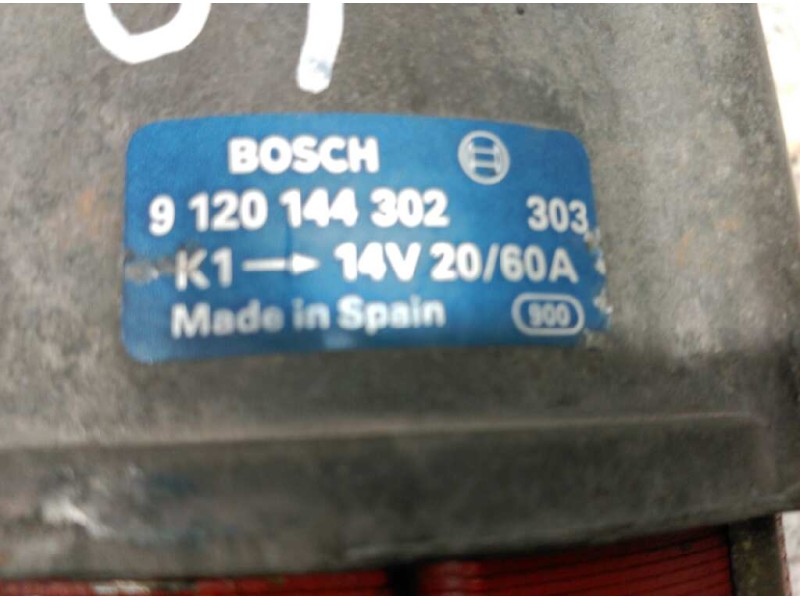 BOSCH
9 120 144 302 303
K1 → 14V 20/60A
Made in Spain 900